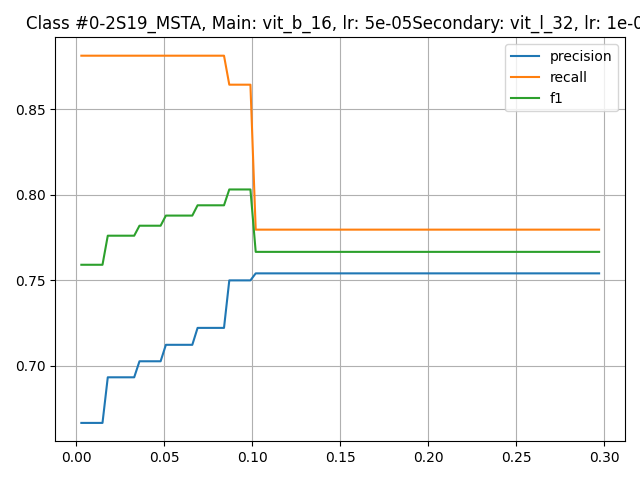 Class #0-2S19_MSTA, Main: vit_b_16, lr: 5e-05Secondary: vit_l_32, lr: 1e-0
precision
recall
f1
0.85
0.80
0.75
0.70
0.00 0.05 0.10 0.15 0.20 0.25 0.30